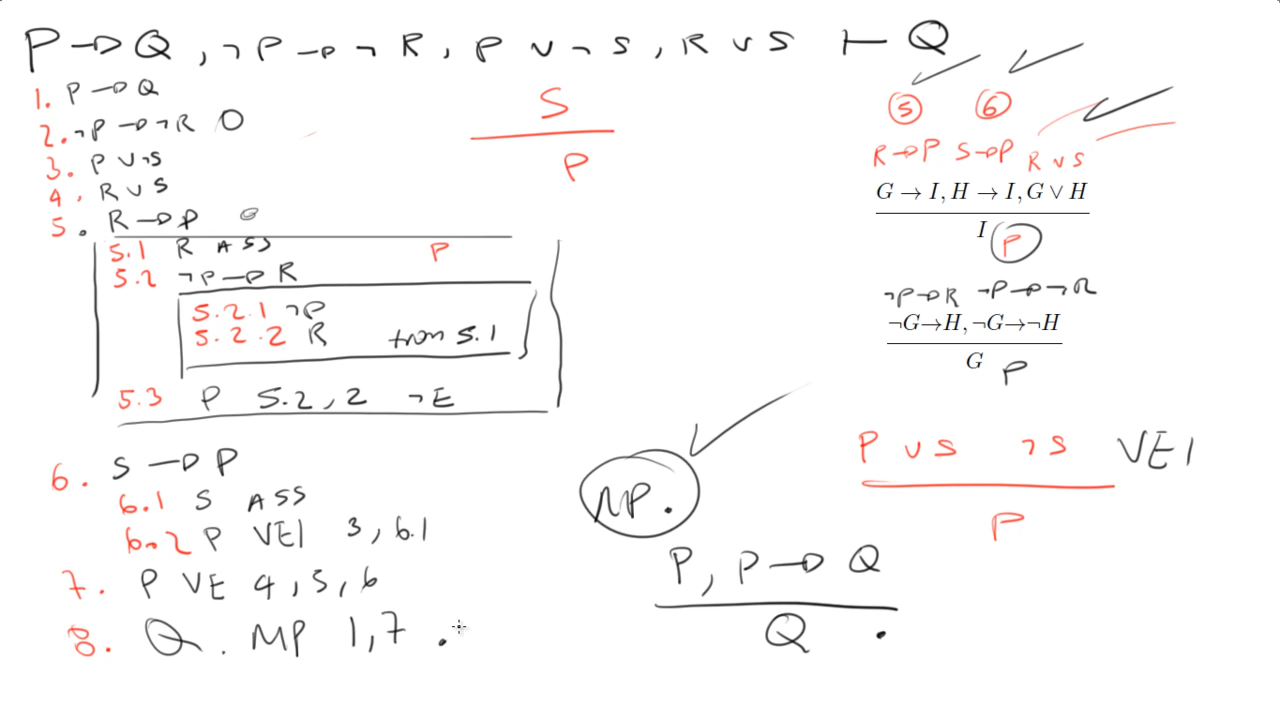 P → Q, ¬P → ¬R, P ∨ ¬S, R ∨ S ⊢ Q
1. P → Q
2. ¬P → ¬R
3. P ∨ ¬S
4. R ∨ S
5. R → P
5.1 R ASS P
5.2 ¬P → R
5.2.1 ¬P
5.2.2 R from 5.1
5.3 P 5.2, 2 ¬E
6. S → P
6.1 S ASS
6.2 P VE1 3, 6.1
7. P VE 4, 5, 6
8. Q. MP 1, 7.
S
P
MP.
P, P → Q
Q .
5 6
R → P S → P R ∨ S
G → I, H → I, G ∨ H
I P
¬P → R ¬P → ¬R
¬G→H, ¬G→¬H
G P
P ∨ S ¬S VE1
P